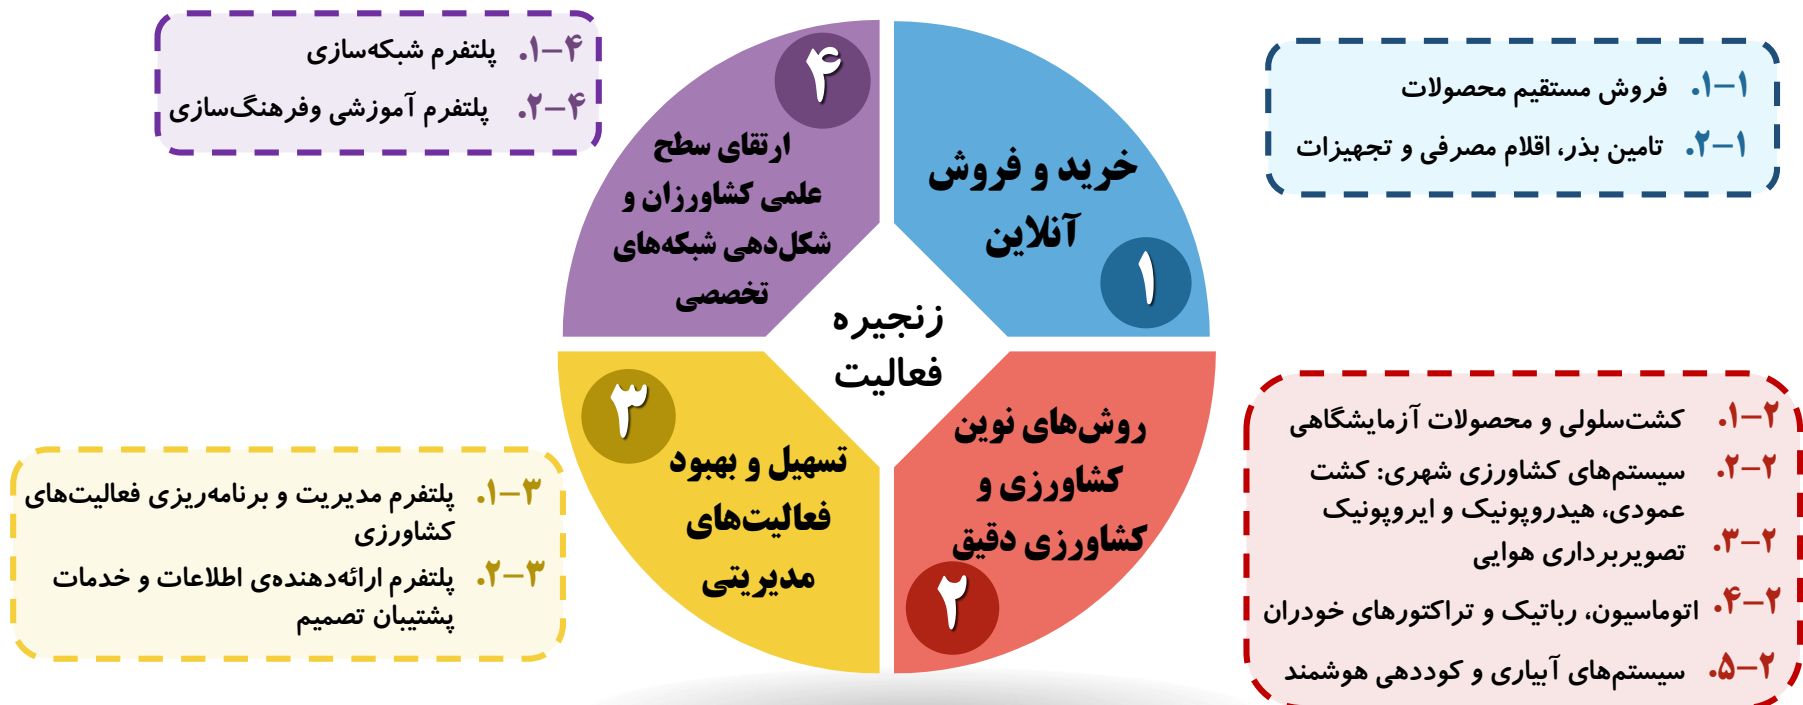 زنجیره
فعالیت
۱
خرید و فروش
آنلاین
۱-۱. فروش مستقیم محصولات
۲-۱. تامین بذر، اقلام مصرفی و تجهیزات
۲
روش‌های نوین
کشاورزی و
کشاورزی دقیق
۱-۲. کشت‌سلولی و محصولات آزمایشگاهی
۲-۲. سیستم‌های کشاورزی شهری: کشت
عمودی، هیدروپونیک و ایروپونیک
۳-۲. تصویربرداری هوایی
۴-۲. اتوماسیون، رباتیک و تراکتورهای خودران
۵-۲. سیستم‌های آبیاری و کوددهی هوشمند
۳
تسهیل و بهبود
فعالیت‌های
مدیریتی
۱-۳. پلتفرم مدیریت و برنامه‌ریزی فعالیت‌های
کشاورزی
۲-۳. پلتفرم ارائه‌دهنده‌ی اطلاعات و خدمات
پشتیبان تصمیم
۴
ارتقای سطح
علمی کشاورزان و
شکل‌دهی شبکه‌های
تخصصی
۱-۴. پلتفرم شبکه‌سازی
۲-۴. پلتفرم آموزشی وفرهنگ‌سازی